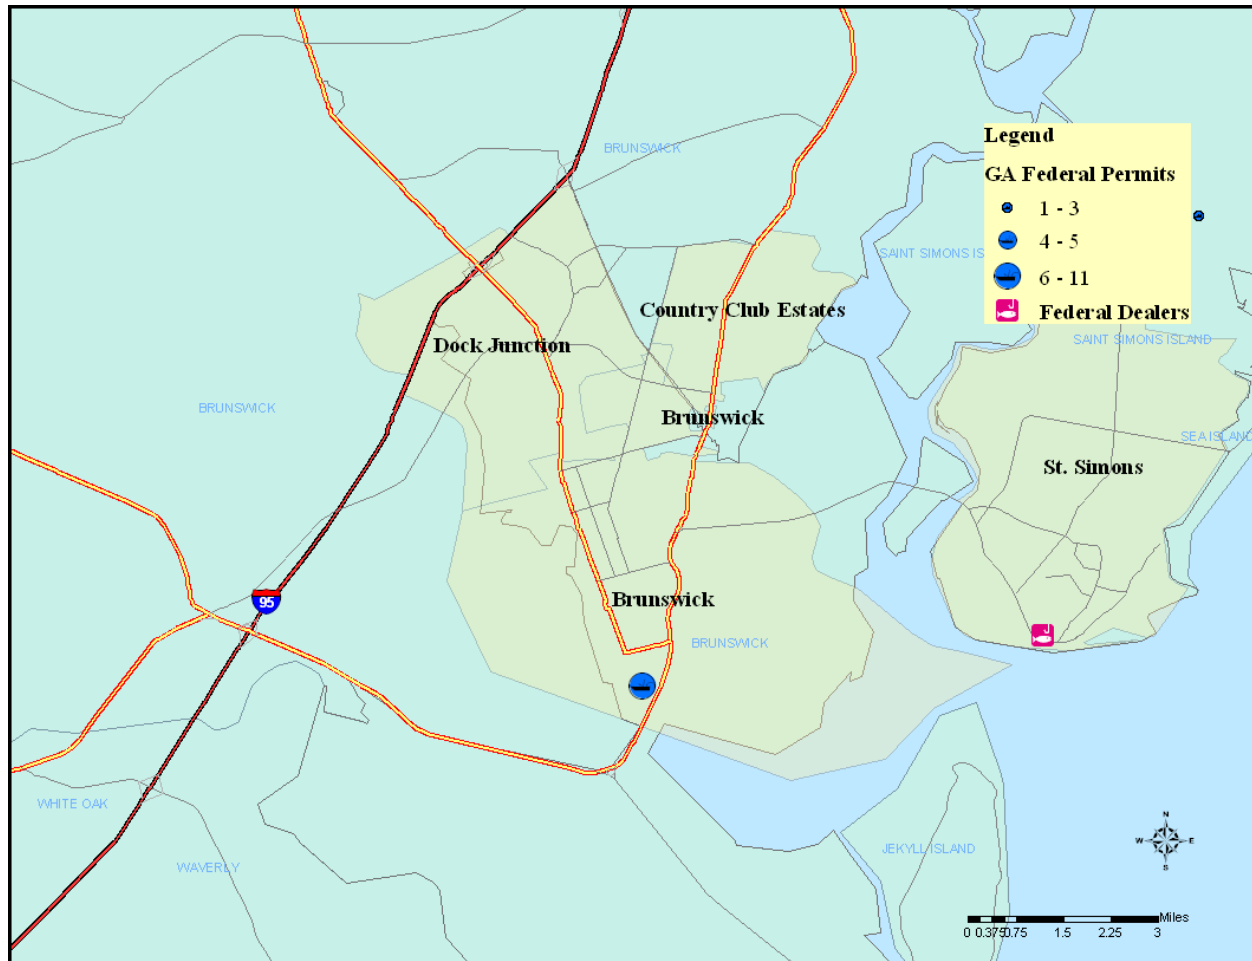 BRUNSWICK
Legend
GA Federal Permits
1 - 3
4 - 5
6 - 11
Federal Dealers
SAINT SIMONS IS
SAINT SIMONS ISLAND
Country Club Estates
Dock Junction
BRUNSWICK
Brunswick
SEA ISLAND
St. Simons
95
Brunswick
BRUNSWICK
WHITE OAK
WAVERLY
JEKYLL ISLAND
N
W E
S
Miles
0 0.375 0.75 1.5 2.25 3